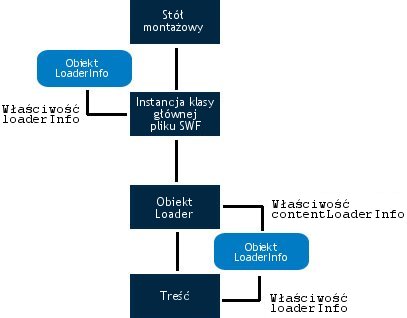 Stół
montażowy
Obiekt
LoaderInfo
Właściwość
loaderInfo
Instancja klasy
głównej
pliku SWF
Obiekt
Loader
Właściwość
contentLoaderInfo
Obiekt
LoaderInfo
Treść
Właściwość
loaderInfo